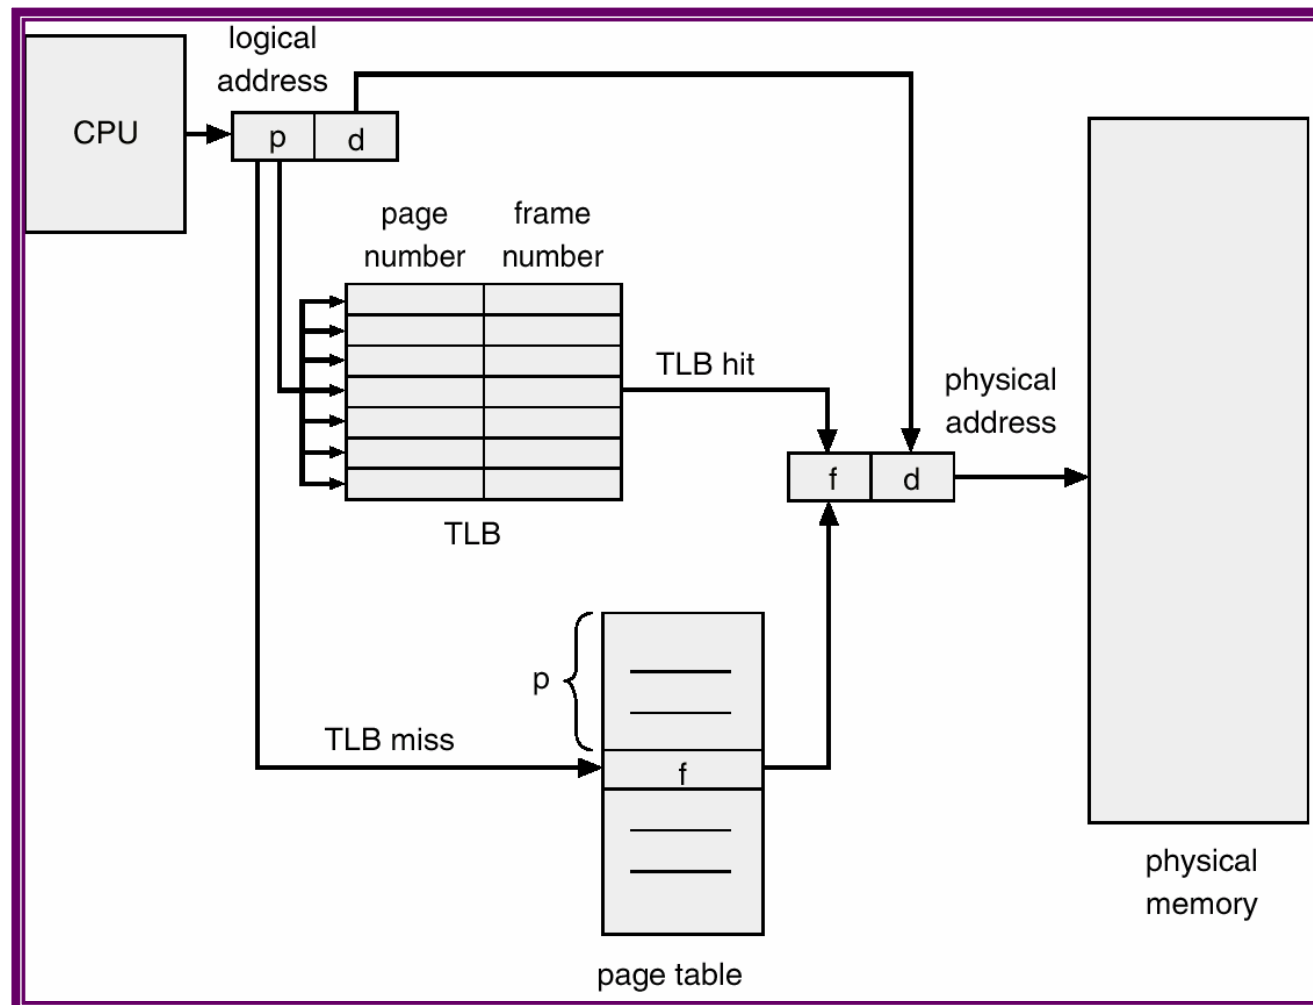 logical
address
CPU
p
d
page
number
frame
number
TLB hit
physical
address
f
d
TLB
p
TLB miss
f
physical
memory
page table